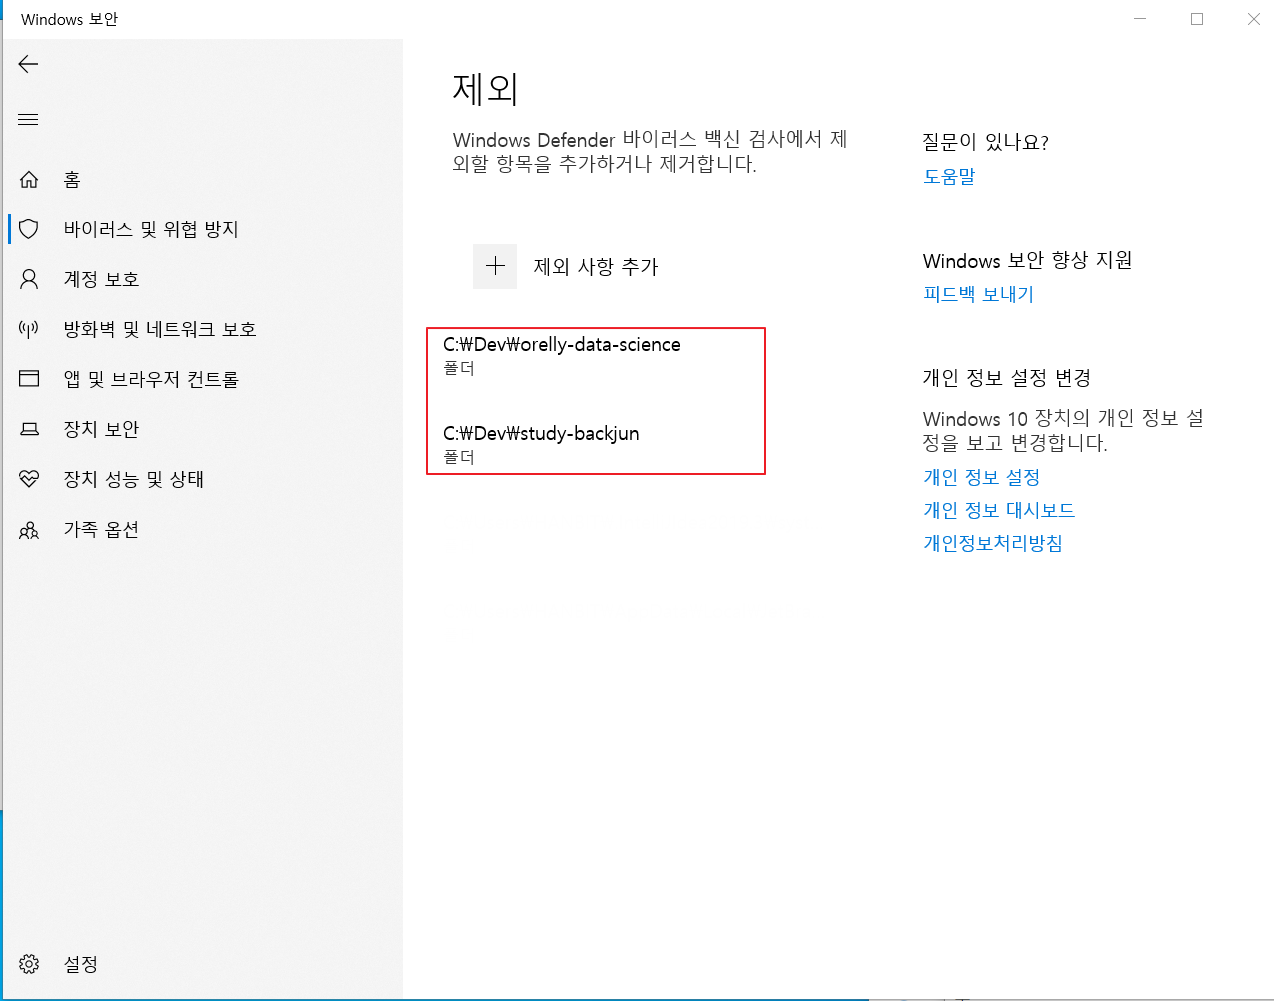 Windows 보안
홈
바이러스 및 위협 방지
계정 보호
방화벽 및 네트워크 보호
앱 및 브라우저 컨트롤
장치 보안
장치 성능 및 상태
가족 옵션
설정
제외
Windows Defender 바이러스 백신 검사에서 제
외할 항목을 추가하거나 제거합니다.
제외 사항 추가
C:₩Dev₩orelly-data-science
폴더
C:₩Dev₩study-backjun
폴더
질문이 있나요?
도움말
Windows 보안 향상 지원
피드백 보내기
개인 정보 설정 변경
Windows 10 장치의 개인 정보 설
정을 보고 변경합니다.
개인 정보 설정
개인 정보 대시보드
개인정보처리방침